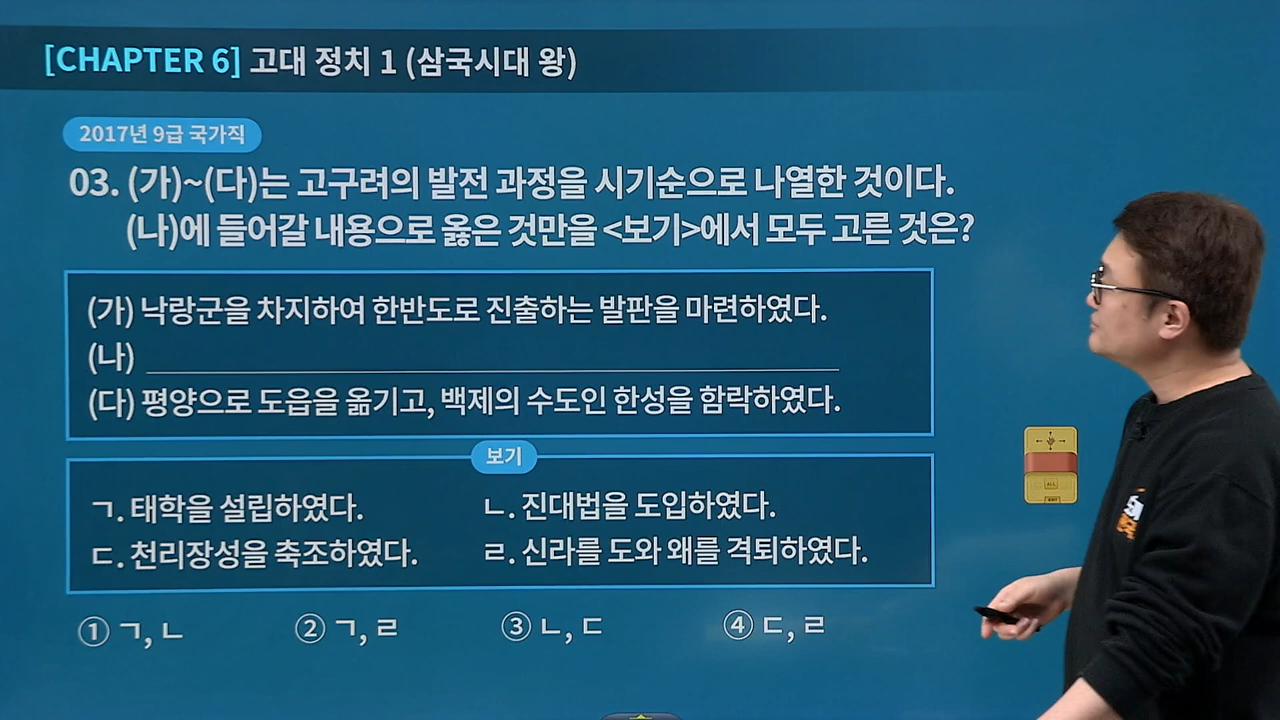 [CHAPTER 6] 고대 정치 1 (삼국시대 왕)
2017년 9급 국가직
03. (가)~(다)는 고구려의 발전 과정을 시기순으로 나열한 것이다.
(나)에 들어갈 내용으로 옳은 것만을 <보기>에서 모두 고른 것은?
(가) 낙랑군을 차지하여 한반도로 진출하는 발판을 마련하였다.
(나)
(다) 평양으로 도읍을 옮기고, 백제의 수도인 한성을 함락하였다.
보기
ㄱ. 태학을 설립하였다. ㄴ. 진대법을 도입하였다.
ㄷ. 천리장성을 축조하였다. ㄹ. 신라를 도와 왜를 격퇴하였다.
① ㄱ, ㄴ ② ㄱ, ㄹ ③ ㄴ, ㄷ ④ ㄷ, ㄹ
ALL